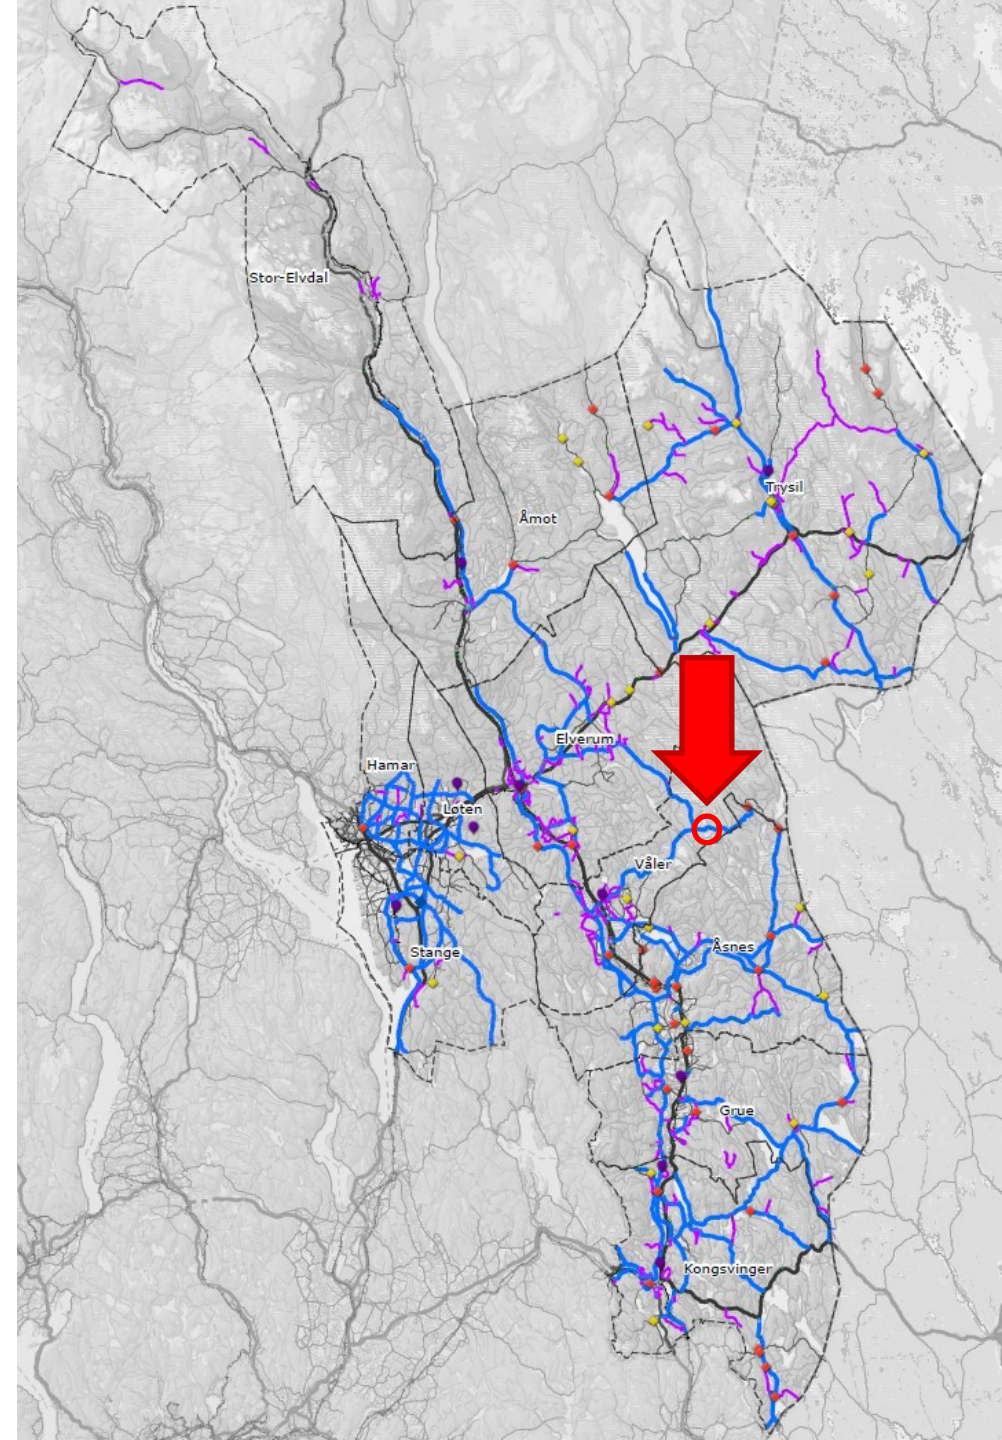 Stor-Elvdal
Trysil
Åmot
Elverum
Hamar
Løten
Våler
Åsnes
Stange
Grue
Kongsvinger